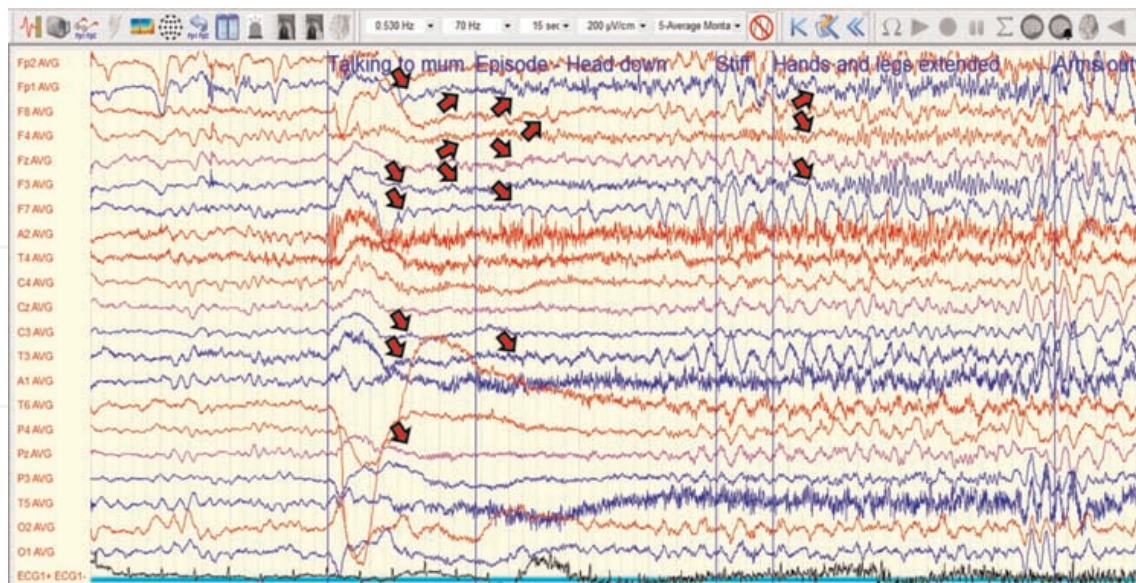 Fp1 Fp2
0.530 Hz 70 Hz 15 sec 200 µV/cm 5-Average Monta
Talking to mum Episode - Head down Stiff Hands and legs extended Arms out
Fp2 AVG
Fp1 AVG
F8 AVG
F4 AVG
Fz AVG
F3 AVG
F7 AVG
A2 AVG
T4 AVG
C4 AVG
Cz AVG
C3 AVG
T3 AVG
A1 AVG
T6 AVG
P4 AVG
Pz AVG
P3 AVG
T5 AVG
O2 AVG
O1 AVG
ECG1+ ECG1-